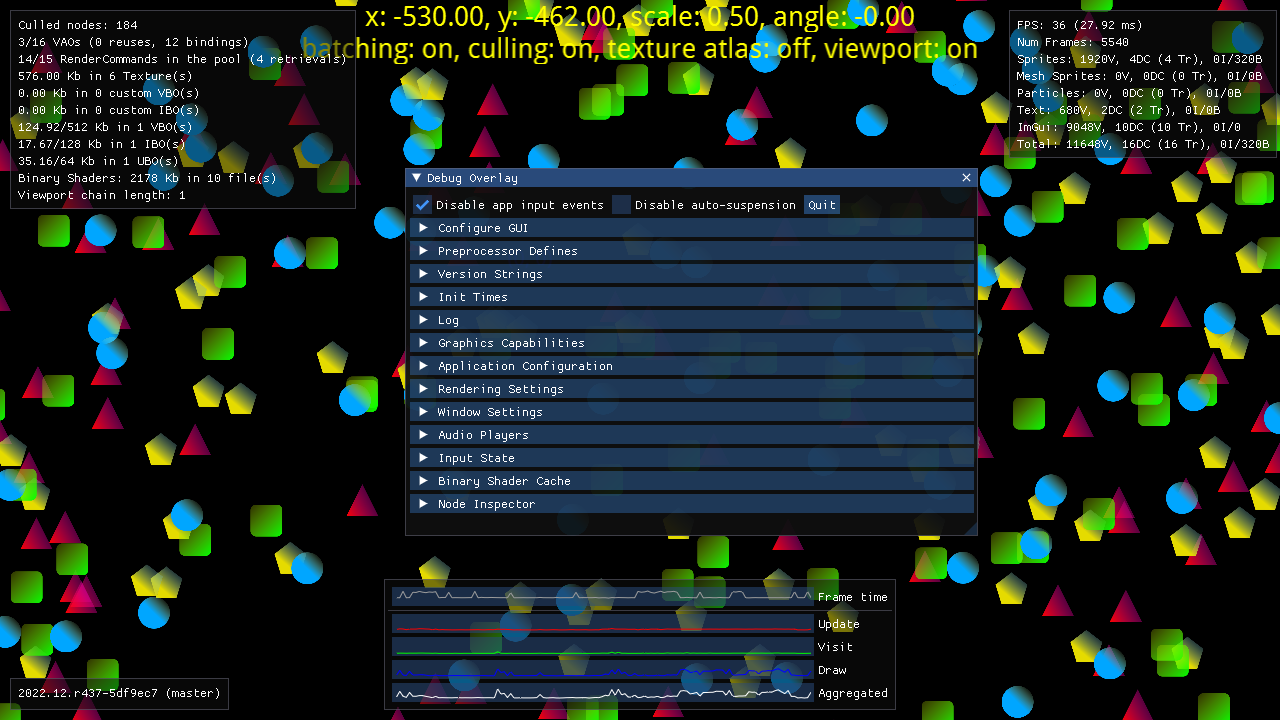 x: -530.00, y: -462.00, scale: 0.50, angle: -0.00
batching: on, culling: on, texture atlas: off, viewport: on
Culled nodes: 184
3/16 VAOs (0 reuses, 12 bindings)
14/15 RenderCommands in the pool (4 retrievals)
576.00 Kb in 6 Texture(s)
0.00 Kb in 0 custom VBO(s)
0.00 Kb in 0 custom IBO(s)
124.92/512 Kb in 1 VBO(s)
17.67/128 Kb in 1 IBO(s)
35.16/64 Kb in 1 UBO(s)
Binary Shaders: 2178 Kb in 10 file(s)
Viewport chain length: 1
FPS: 36 (27.92 ms)
Num Frames: 5540
Sprites: 1920V, 4DC (4 Tr), 0I/320B
Mesh Sprites: 0V, 0DC (0 Tr), 0I/0B
Particles: 0V, 0DC (0 Tr), 0I/0B
Text: 680V, 2DC (2 Tr), 0I/0B
ImGui: 9048V, 10DC (10 Tr), 0I/0
Total: 11648V, 16DC (16 Tr), 0I/320B
Debug Overlay
Disable app input events Disable auto-suspension Quit
Configure GUI
Preprocessor Defines
Version Strings
Init Times
Log
Graphics Capabilities
Application Configuration
Rendering Settings
Window Settings
Audio Players
Input State
Binary Shader Cache
Node Inspector
Frame time
Update
Visit
Draw
Aggregated
2022.12.r437-5df9ec7 (master)